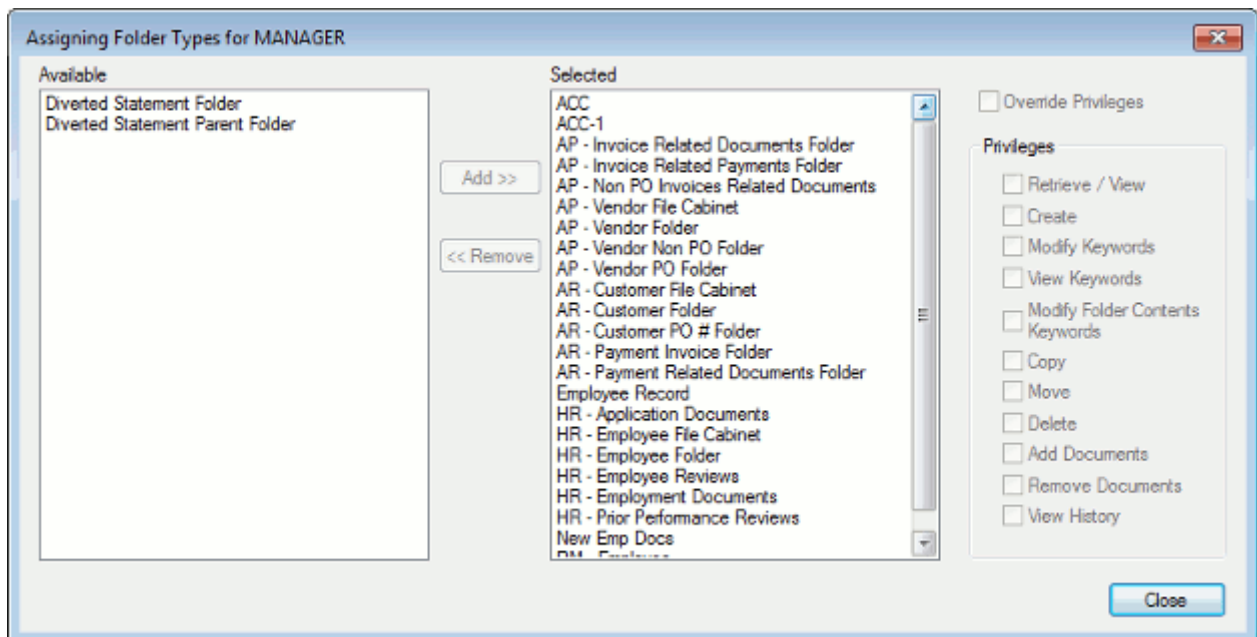 Assigning Folder Types for MANAGER
Available
Diverted Statement Folder
Diverted Statement Parent Folder
Add >>
<< Remove
Selected
ACC
ACC-1
AP - Invoice Related Documents Folder
AP - Invoice Related Payments Folder
AP - Non PO Invoices Related Documents
AP - Vendor File Cabinet
AP - Vendor Folder
AP - Vendor Non PO Folder
AP - Vendor PO Folder
AR - Customer File Cabinet
AR - Customer Folder
AR - Customer PO # Folder
AR - Payment Invoice Folder
AR - Payment Related Documents Folder
Employee Record
HR - Application Documents
HR - Employee File Cabinet
HR - Employee Folder
HR - Employee Reviews
HR - Employment Documents
HR - Prior Performance Reviews
New Emp Docs
Override Privileges
Privileges
Retrieve / View
Create
Modify Keywords
View Keywords
Modify Folder Contents
Keywords
Copy
Move
Delete
Add Documents
Remove Documents
View History
Close